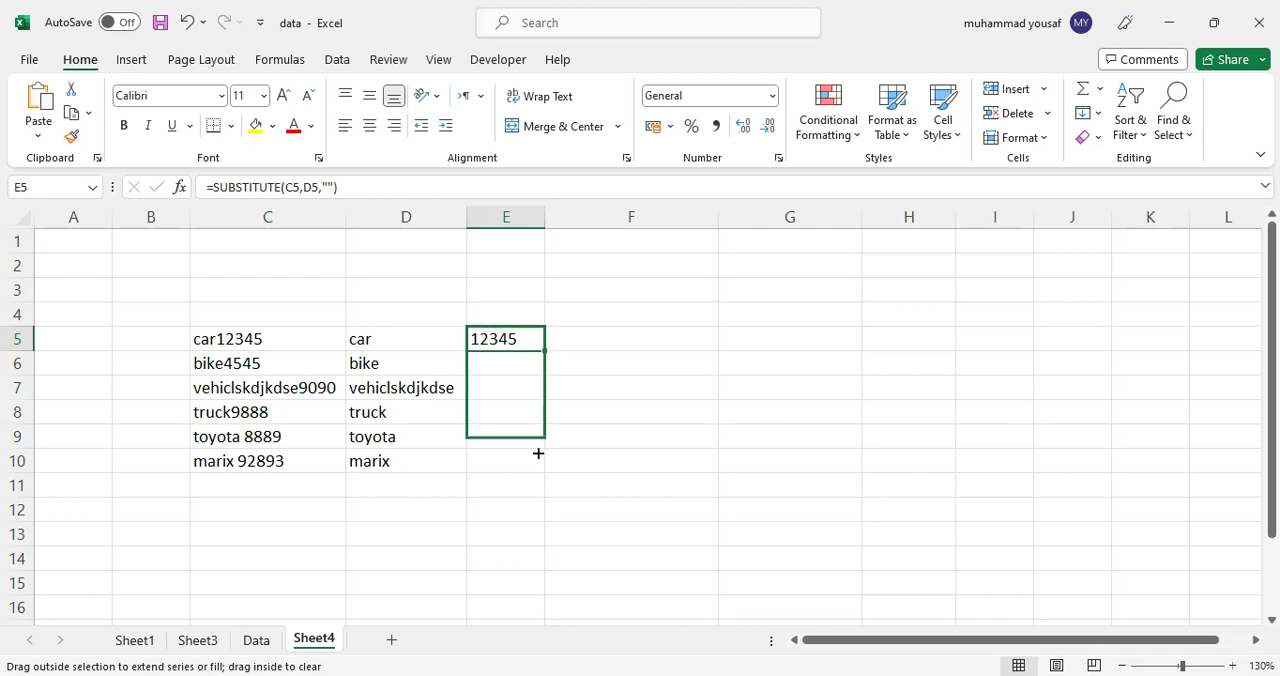 AutoSave Off data - Excel Search muhammad yousaf MY
File Home Insert Page Layout Formulas Data Review View Developer Help Comments Share
Paste Calibri 11 A A Wrap Text General Conditional Formatting Format as Table Cell Styles Insert Σ Sort & Filter Find & Select
Delete
B I U A Merge & Center % , Format
Clipboard Font Alignment Number Styles Cells Editing
E5 fx =SUBSTITUTE(C5,D5,"")
A B C D E F G H I J K L
1
2
3
4
5 car12345 car 12345
6 bike4545 bike
7 vehiclskdjkdse9090 vehiclskdjkdse
8 truck9888 truck
9 toyota 8889 toyota
10 marix 92893 marix
11
12
13
14
15
16
Sheet1 Sheet3 Data Sheet4
Drag outside selection to extend series or fill; drag inside to clear 130%